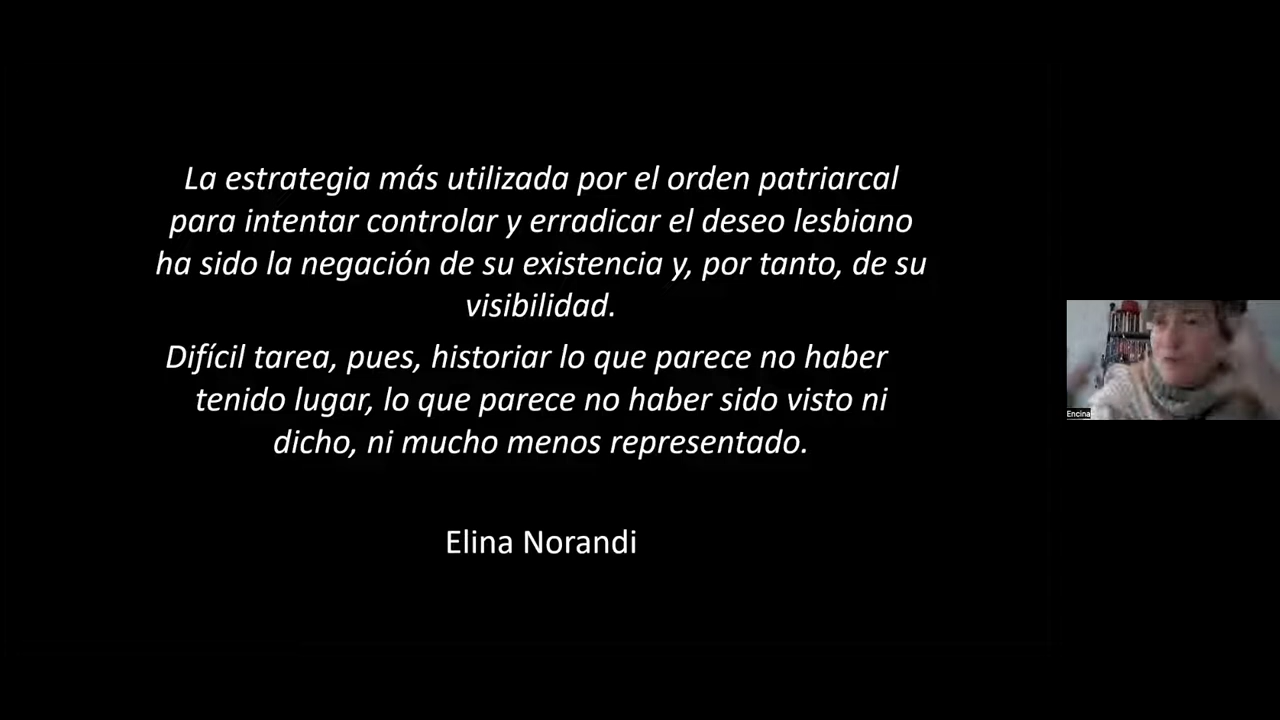 La estrategia más utilizada por el orden patriarcal
para intentar controlar y erradicar el deseo lesbiano
ha sido la negación de su existencia y, por tanto, de su
visibilidad.
Difícil tarea, pues, historiar lo que parece no haber
tenido lugar, lo que parece no haber sido visto ni
dicho, ni mucho menos representado.
Elina Norandi
Encina